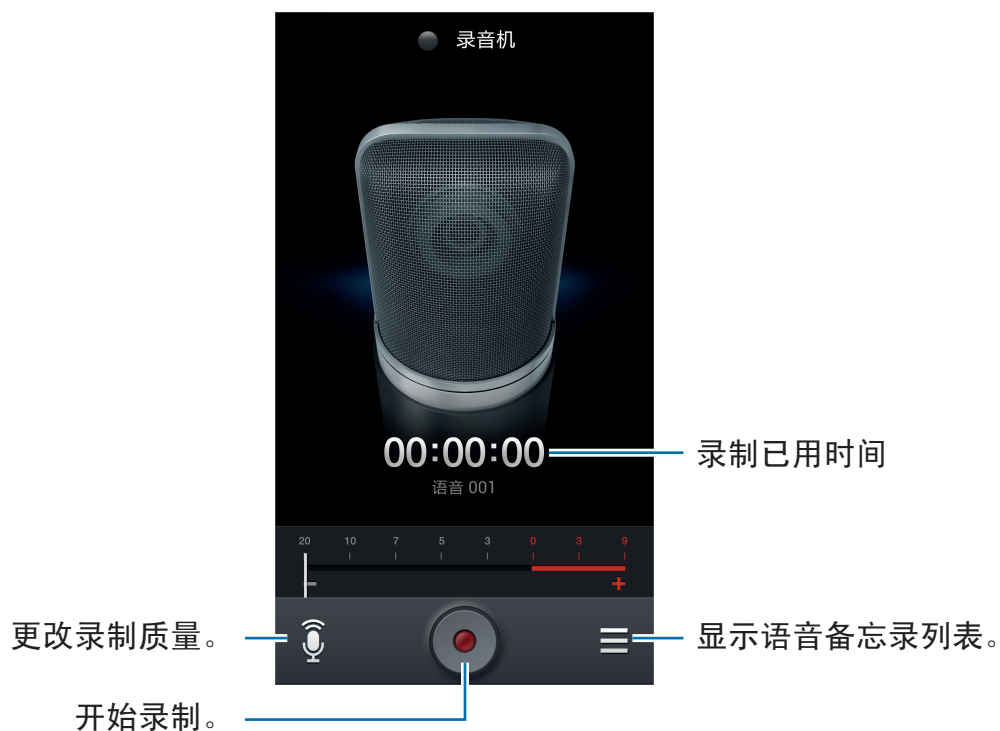 录音机
00:00:00
录制已用时间
语音 001
20 10 7 5 3 0 3 9
− +
更改录制质量。
显示语音备忘录列表。
开始录制。